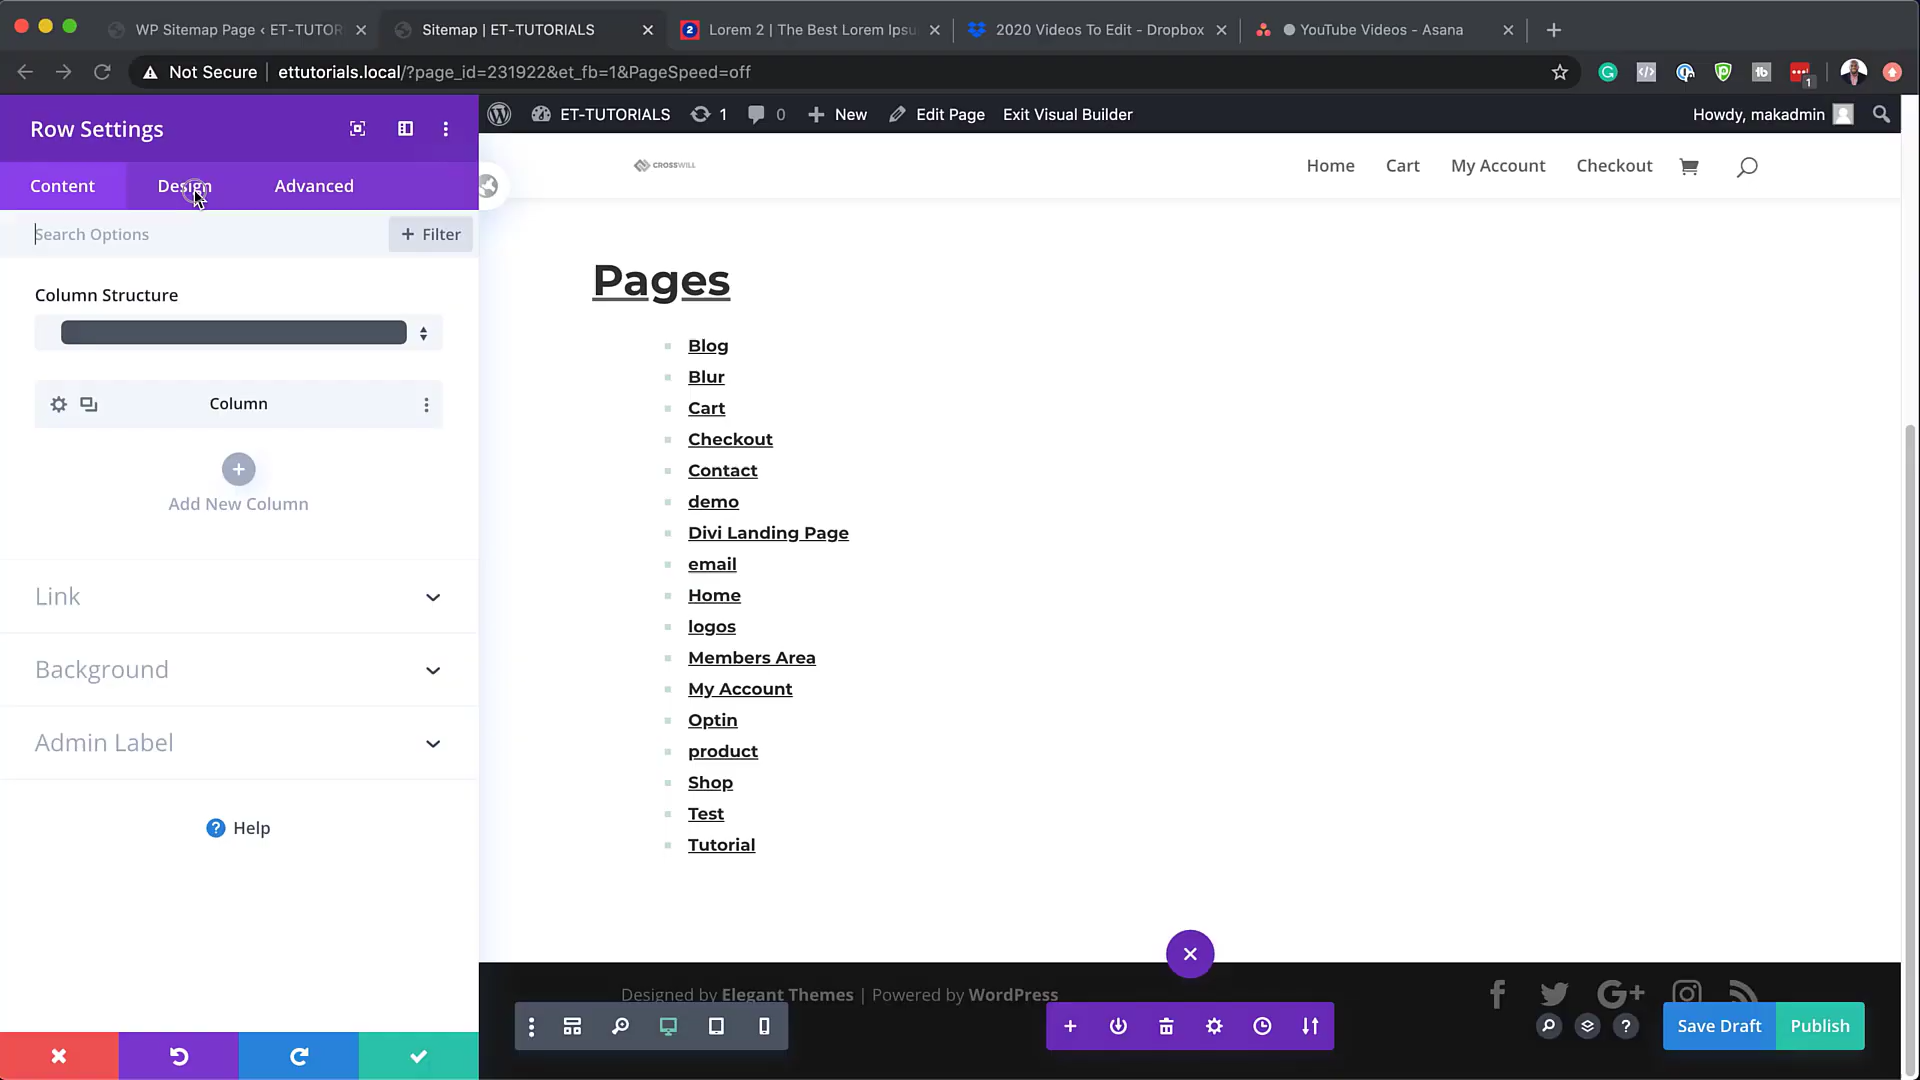 WP Sitemap Page ‹ ET-TUTOR
Sitemap | ET-TUTORIALS
2 Lorem 2 | The Best Lorem Ipsu
2020 Videos To Edit - Dropbox
YouTube Videos - Asana
Not Secure | ettutorials.local/?page_id=231922&et_fb=1&PageSpeed=off
1
Row Settings
ET-TUTORIALS 1 0 New Edit Page Exit Visual Builder
Howdy, makadmin
Content Design Advanced
CROSSWILL
Home Cart My Account Checkout
Search Options
+ Filter
Column Structure
Column
Add New Column
Link
Background
Admin Label
Help
Pages
Blog
Blur
Cart
Checkout
Contact
demo
Divi Landing Page
email
Home
logos
Members Area
My Account
Optin
product
Shop
Test
Tutorial
Designed by Elegant Themes | Powered by WordPress
Save Draft Publish